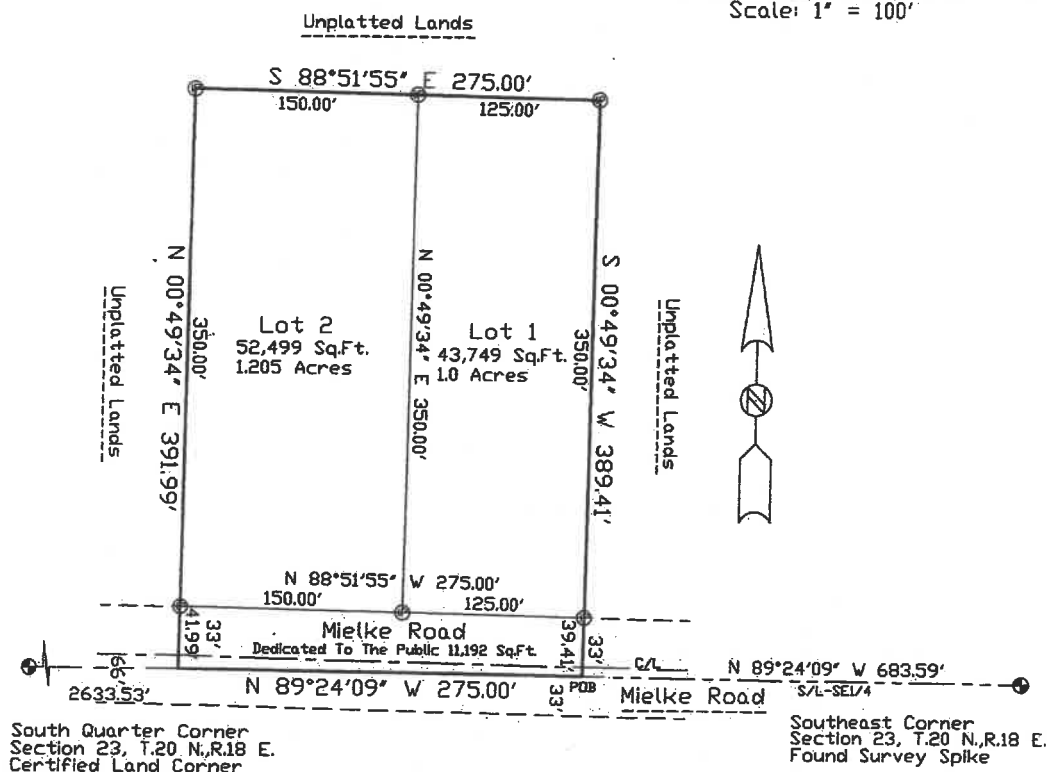 Scale: 1" = 100'
Unplatted Lands
S 88°51'55" E 275.00'
150.00'
125.00'
N 00°49'34" E 391.99'
350.00'
Unplatted Lands
Lot 2
52,499 Sq.Ft.
1.205 Acres
N 00°49'34" E 350.00'
Lot 1
43,749 Sq.Ft.
1.0 Acres
350.00'
S 00°49'34" W 389.41'
Unplatted Lands
N
N 88°51'55" W 275.00'
150.00'
125.00'
41.99'
33'
Mielke Road
Dedicated To The Public 11,192 Sq.Ft.
39.41'
33'
66'
C/L
N 89°24'09" W 683.59'
2633.53'
N 89°24'09" W 275.00'
33'
POB
Mielke Road
S/L-SE1/4
South Quarter Corner
Section 23, T.20 N.,R.18 E.
Certified Land Corner
Southeast Corner
Section 23, T.20 N.,R.18 E.
Found Survey Spike